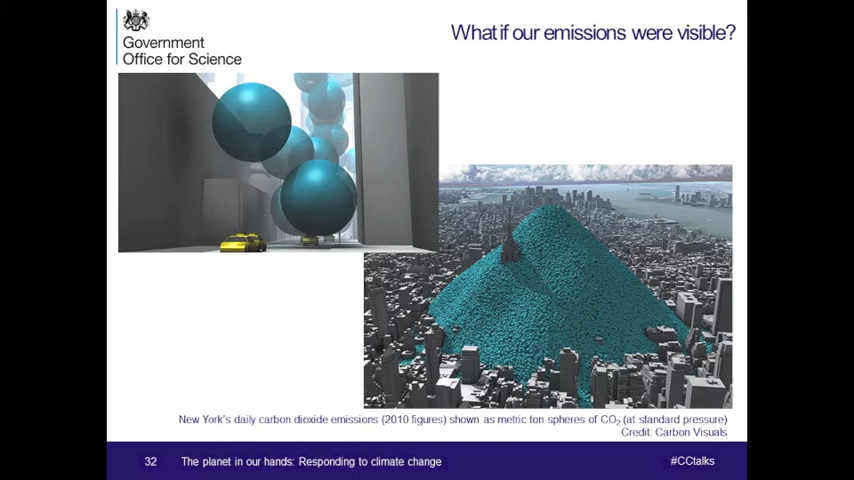 Government
Office for Science
What if our emissions were visible?
New York's daily carbon dioxide emissions (2010 figures) shown as metric ton spheres of CO₂ (at standard pressure)
Credit: Carbon Visuals
32 The planet in our hands: Responding to climate change #CCtalks